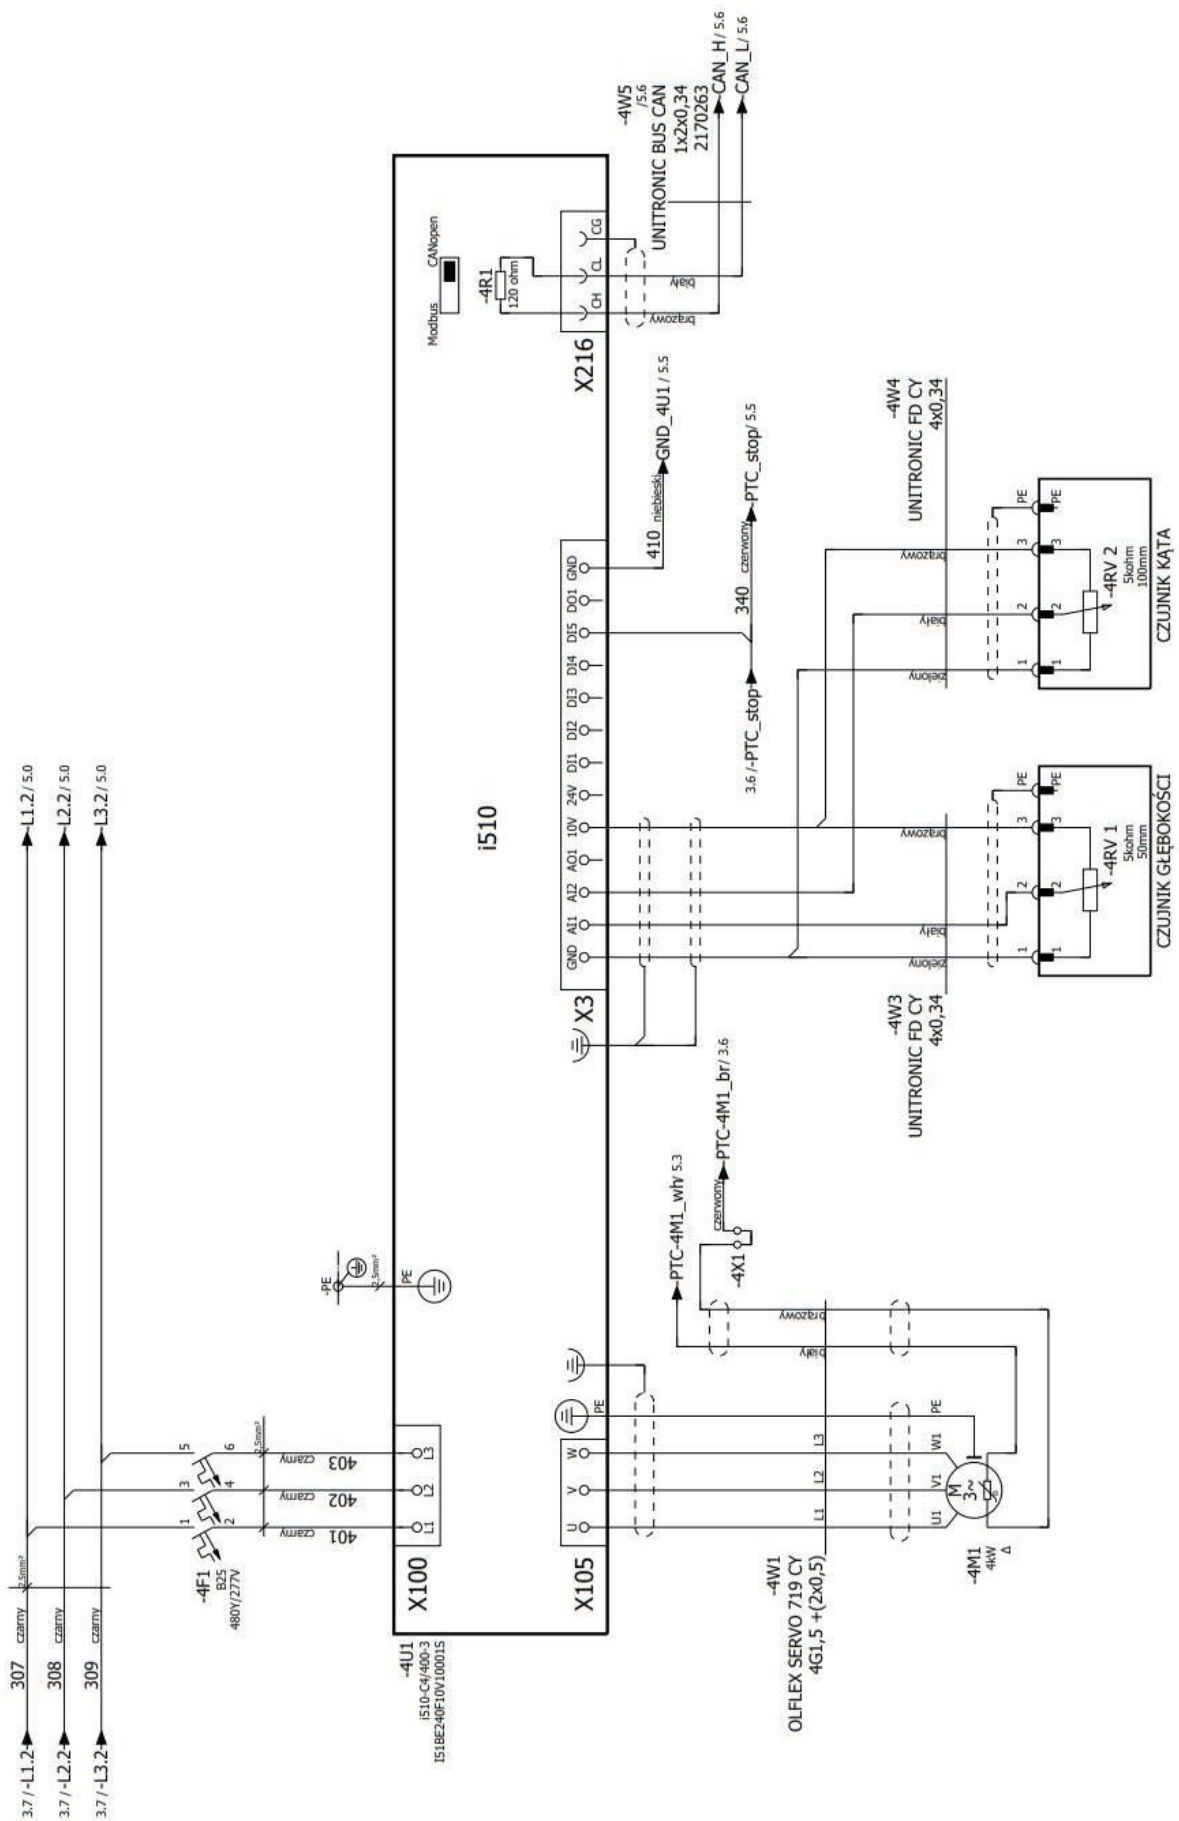 3.7 /-L1.2
307
czarny
2,5mm²
L1.2 / 5.0
3.7 /-L2.2
308
czarny
L2.2 / 5.0
3.7 /-L3.2
309
czarny
L3.2 / 5.0
-4F1
B25
480Y/277V
1
3
5
2
4
6
2,5mm²
401
czarny
402
czarny
403
czarny
-PE
2,5mm²
PE
-4U1
i510-C4/400-3
I51BE240F10V10001S
X100
L1
L2
L3
i510
Modbus
CANopen
-4R1
120 ohm
X105
U
V
W
PE
X3
GND
AI1
AI2
AO1
10V
24V
DI1
DI2
DI3
DI4
DI5
DO1
GND
X216
CH
CL
CG
brązowy
biały
-4W5
/5.6
UNITRONIC BUS CAN
1x2x0,34
2170263
CAN_H / 5.6
CAN_L / 5.6
410
niebieski
GND_4U1 / 5.5
3.6 /-PTC_stop
340
czerwony
PTC_stop/ 5.5
PTC-4M1_wh/ 5.3
czerwony
PTC-4M1_br/ 3.6
-4X1
-4W1
OLFLEX SERVO 719 CY
4G1,5 +(2x0,5)
L1
L2
L3
biały
brązowy
U1
V1
W1
PE
-4M1
4kW
Δ
M
3~
-4W3
UNITRONIC FD CY
4x0,34
zielony
biały
brązowy
1
2
3
PE
1
2
3
PE
-4RV 1
5kohm
50mm
CZUJNIK GŁĘBOKOŚCI
-4W4
UNITRONIC FD CY
4x0,34
zielony
biały
brązowy
1
2
3
PE
1
2
3
PE
-4RV 2
5kohm
100mm
CZUJNIK KĄTA